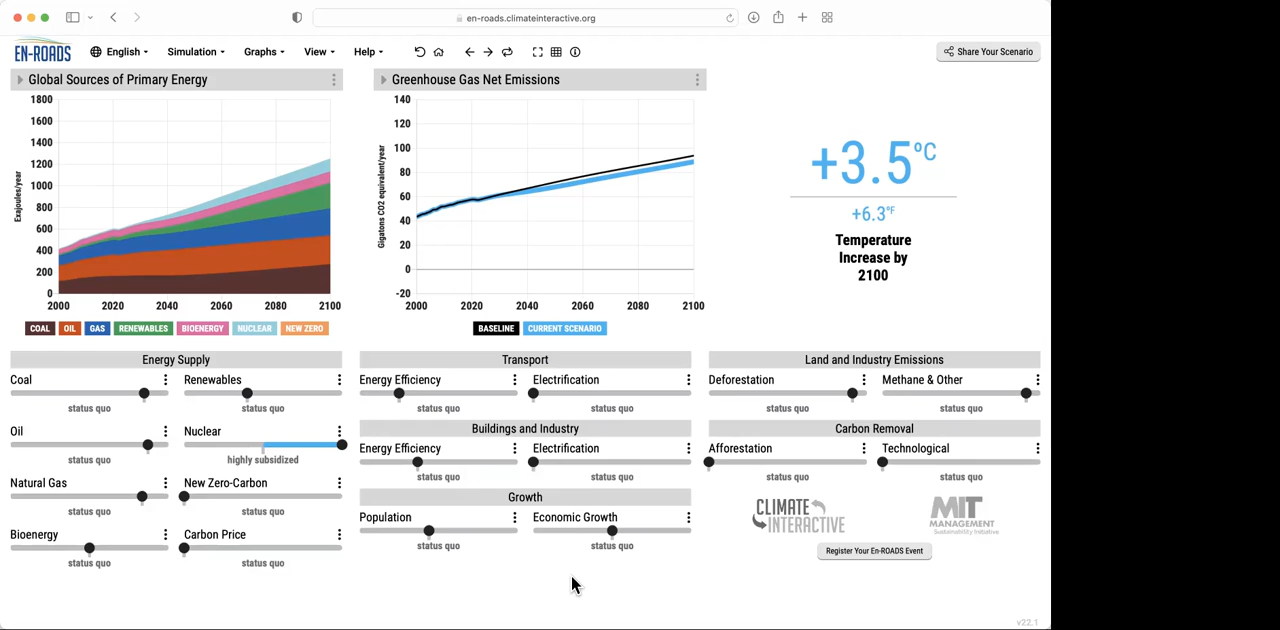 en-roads.climateinteractive.org
EN-ROADS English Simulation Graphs View Help Share Your Scenario
Global Sources of Primary Energy
1800
1600
1400
1200
1000
800
600
400
200
0
Exajoules/year
2000 2020 2040 2060 2080 2100
COAL OIL GAS RENEWABLES BIOENERGY NUCLEAR NEW ZERO
Greenhouse Gas Net Emissions
140
120
100
80
60
40
20
0
-20
Gigatons CO2 equivalent/year
2000 2020 2040 2060 2080 2100
BASELINE CURRENT SCENARIO
+3.5°C
+6.3°F
Temperature
Increase by
2100
Energy Supply
Coal Renewables
status quo status quo
Oil Nuclear
status quo highly subsidized
Natural Gas New Zero-Carbon
status quo status quo
Bioenergy Carbon Price
status quo status quo
Transport
Energy Efficiency Electrification
status quo status quo
Buildings and Industry
Energy Efficiency Electrification
status quo status quo
Growth
Population Economic Growth
status quo status quo
Land and Industry Emissions
Deforestation Methane & Other
status quo status quo
Carbon Removal
Afforestation Technological
status quo status quo
CLIMATE
INTERACTIVE
MIT
MANAGEMENT
Sustainability Initiative
Register Your En-ROADS Event
v22.1